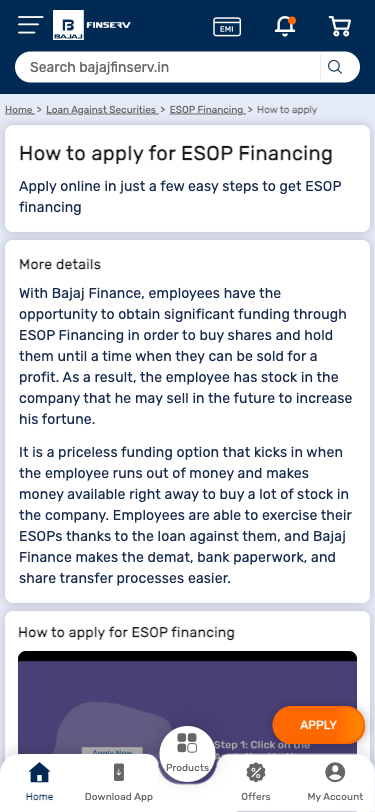 BAJAJ FINSERV
EMI
Search bajajfinserv.in
Home > Loan Against Securities > ESOP Financing > How to apply
How to apply for ESOP Financing
Apply online in just a few easy steps to get ESOP
financing
More details
With Bajaj Finance, employees have the
opportunity to obtain significant funding through
ESOP Financing in order to buy shares and hold
them until a time when they can be sold for a
profit. As a result, the employee has stock in the
company that he may sell in the future to increase
his fortune.
It is a priceless funding option that kicks in when
the employee runs out of money and makes
money available right away to buy a lot of stock in
the company. Employees are able to exercise their
ESOPs thanks to the loan against them, and Bajaj
Finance makes the demat, bank paperwork, and
share transfer processes easier.
How to apply for ESOP financing
Step 1: Click on the
Apply Now
APPLY
Home
Download App
Products
Offers
My Account